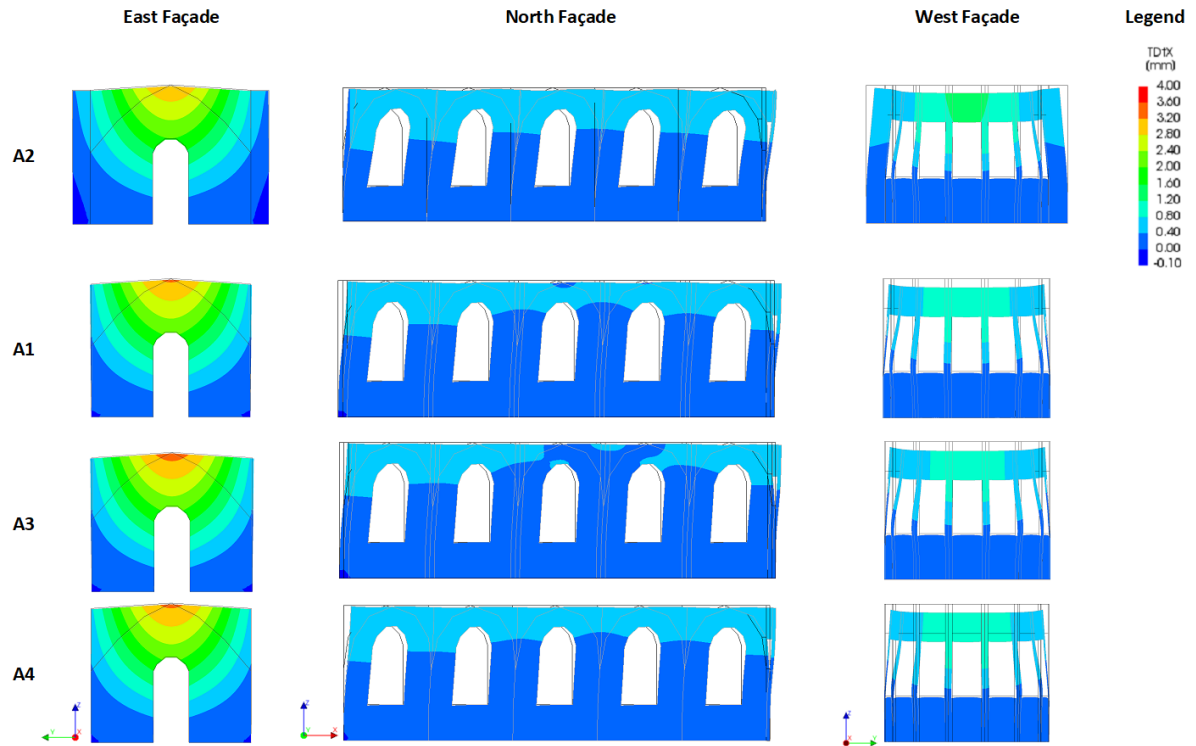 East Façade North Façade West Façade Legend
TDtX
(mm)
4.00
3.60
3.20
2.80
2.40
2.00
1.60
1.20
0.80
0.40
0.00
-0.10
A2
A1
A3
A4
Z Y X
Z Y X
Z X Y